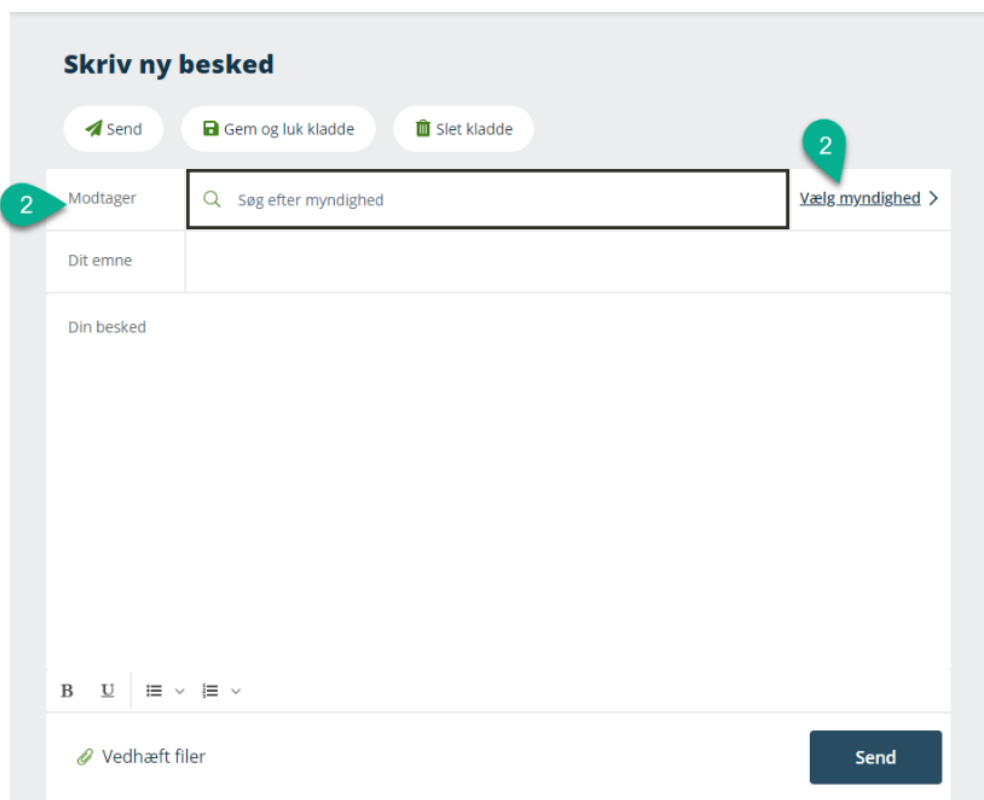 Skriv ny besked
Send Gem og luk kladde Slet kladde
2
2 Modtager Søg efter myndighed Vælg myndighed
Dit emne
Din besked
B U
Vedhæft filer Send